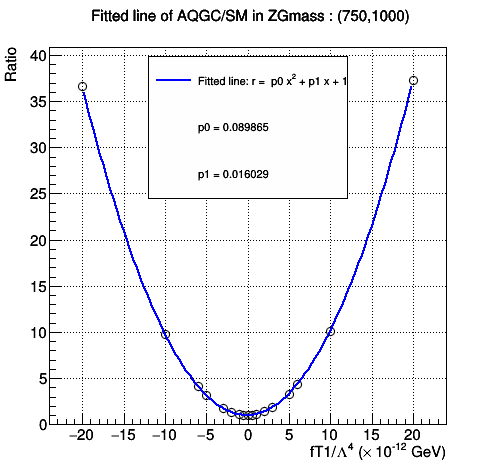 Fitted line of AQGC/SM in ZGmass : (750,1000)
Ratio
40
35
30
25
20
15
10
5
0
Fitted line: r = p0 x² + p1 x + 1
p0 = 0.089865
p1 = 0.016029
−20 −15 −10 −5 0 5 10 15 20
fT1/Λ⁴ (× 10⁻¹² GeV)